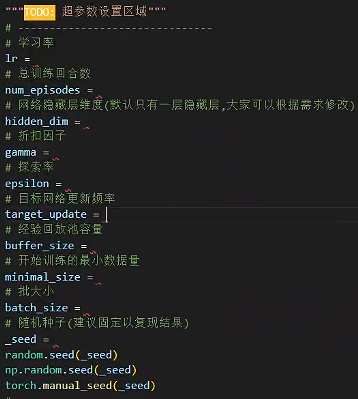 """TODO: 超参数设置区域"""
# -------------------------------
# 学习率
lr =
# 总训练回合数
num_episodes =
# 网络隐藏层维度(默认只有一层隐藏层,大家可以根据需求修改)
hidden_dim =
# 折扣因子
gamma =
# 探索率
epsilon =
# 目标网络更新频率
target_update =
# 经验回放池容量
buffer_size =
# 开始训练的最小数据量
minimal_size =
# 批大小
batch_size =
# 随机种子(建议固定以复现结果)
_seed =
random.seed(_seed)
np.random.seed(_seed)
torch.manual_seed(_seed)